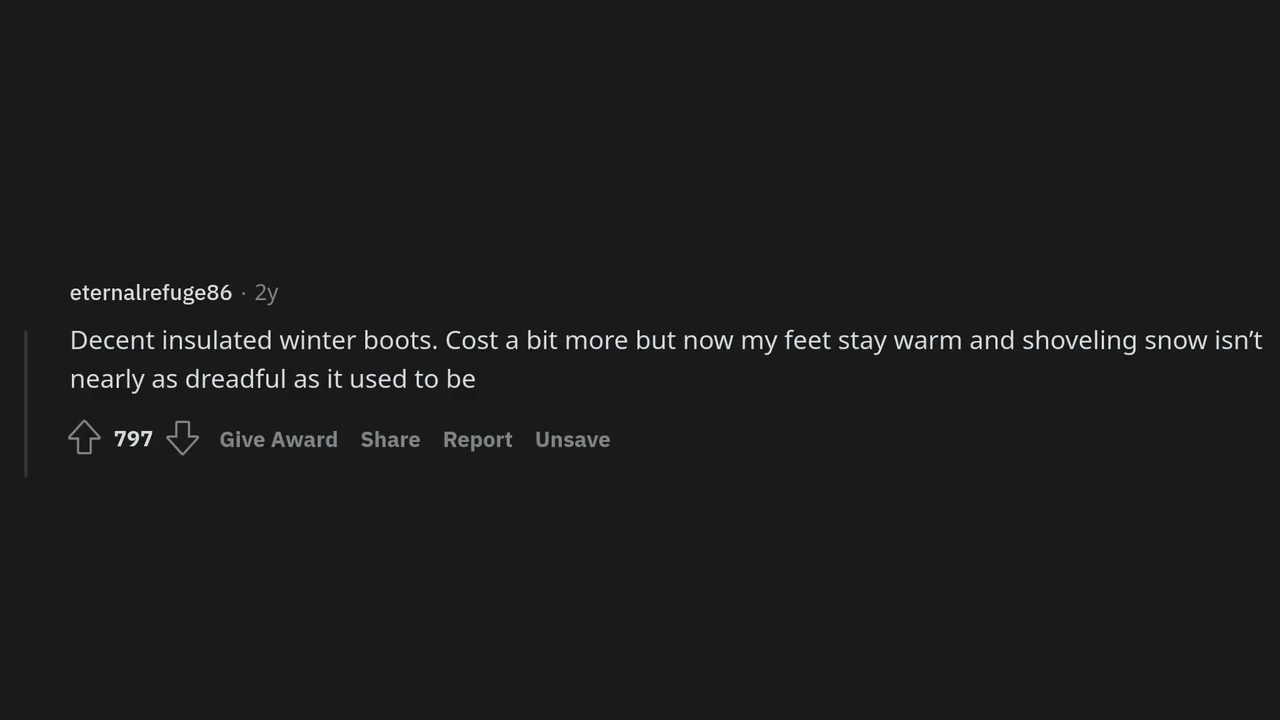 eternalrefuge86 · 2y
Decent insulated winter boots. Cost a bit more but now my feet stay warm and shoveling snow isn’t
nearly as dreadful as it used to be
797 Give Award Share Report Unsave